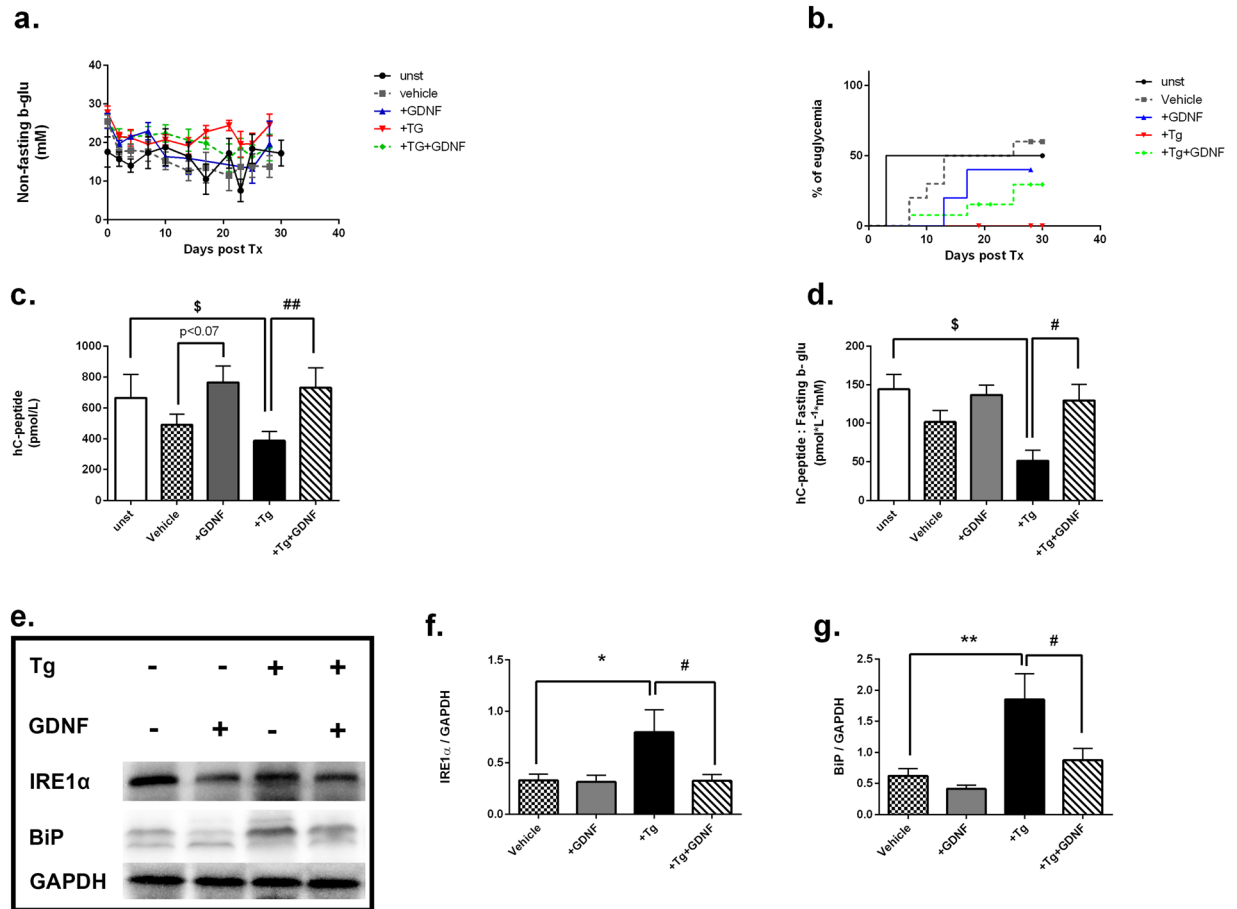 a.
Non-fasting b-glu
(mM)
40
30
20
10
0
0
10
20
30
40
Days post Tx
unst
vehicle
+GDNF
+TG
+TG+GDNF
b.
% of euglycemia
100
50
0
0
10
20
30
40
Days post Tx
unst
Vehicle
+GDNF
+Tg
+Tg+GDNF
c.
hC-peptide
(pmol/L)
1000
800
600
400
200
0
$
##
p<0.07
unst
Vehicle
+GDNF
+Tg
+Tg+GDNF
d.
hC-peptide : Fasting b- glu
(pmol*L⁻¹*mM)
200
150
100
50
0
$
#
unst
Vehicle
+GDNF
+Tg
+Tg+GDNF
e.
Tg - - + +
GDNF - + - +
IRE1α
BiP
GAPDH
f.
IRE1α / GAPDH
1.5
1.0
0.5
0.0
*
#
Vehicle
+GDNF
+Tg
+Tg+GDNF
g.
BiP / GAPDH
2.5
2.0
1.5
1.0
0.5
0.0
**
#
Vehicle
+GDNF
+Tg
+Tg+GDNF